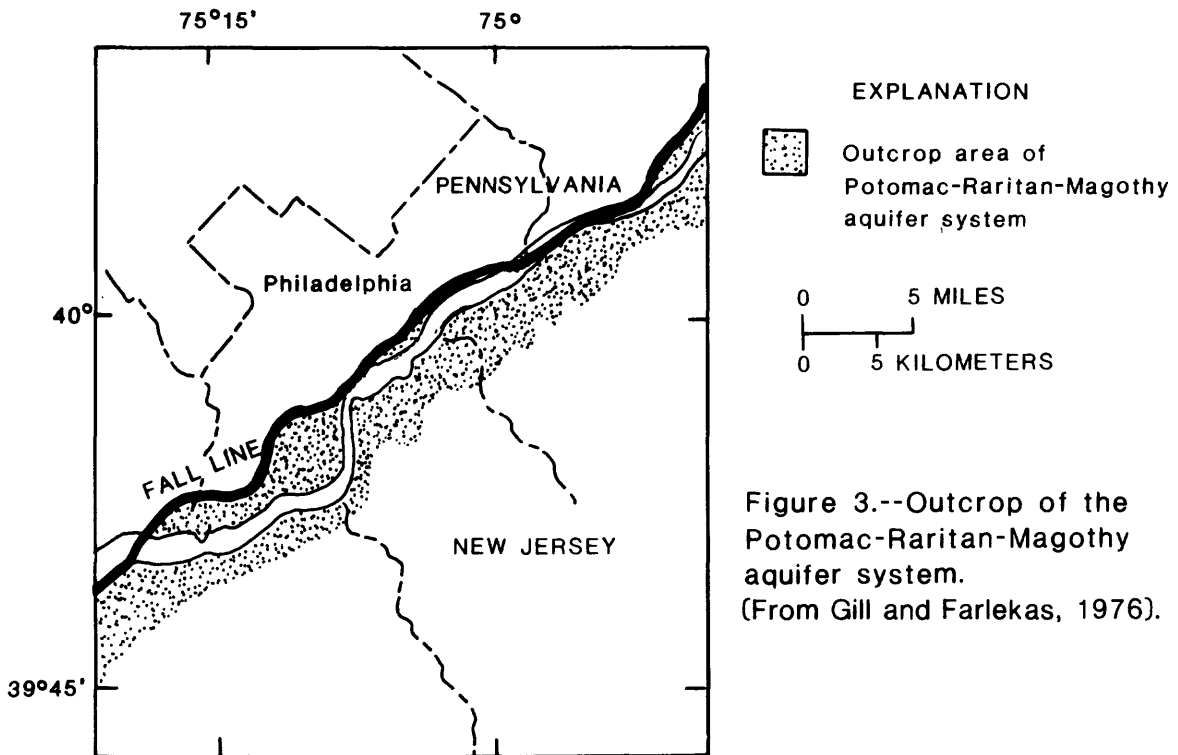 75°15' 75°
PENNSYLVANIA
Philadelphia
40°
FALL LINE
NEW JERSEY
39°45'
EXPLANATION
Outcrop area of
Potomac-Raritan-Magothy
aquifer system
0 5 MILES
0 5 KILOMETERS
Figure 3.--Outcrop of the
Potomac-Raritan-Magothy
aquifer system.
(From Gill and Farlekas, 1976).